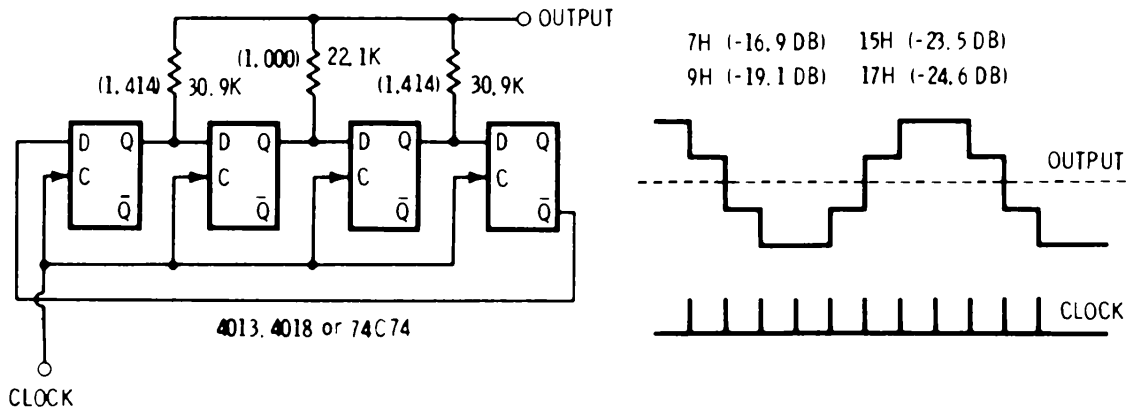 OUTPUT
(1.414) 30.9K
(1.000) 22.1K
(1.414) 30.9K
D Q
C
Q̅
D Q
C
Q̅
D Q
C
Q̅
D Q
C
Q̅
4013.4018 or 74C74
CLOCK
7H (-16.9 DB) 15H (-23.5 DB)
9H (-19.1 DB) 17H (-24.6 DB)
OUTPUT
CLOCK